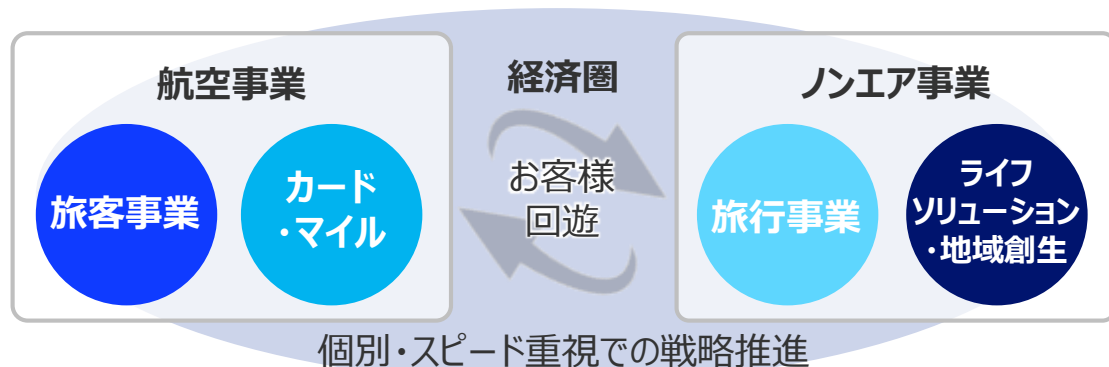 航空事業
旅客事業
カード
・マイル
経済圏
お客様
回遊
ノンエア事業
旅行事業
ライフ
ソリューション
・地域創生
個別・スピード重視での戦略推進